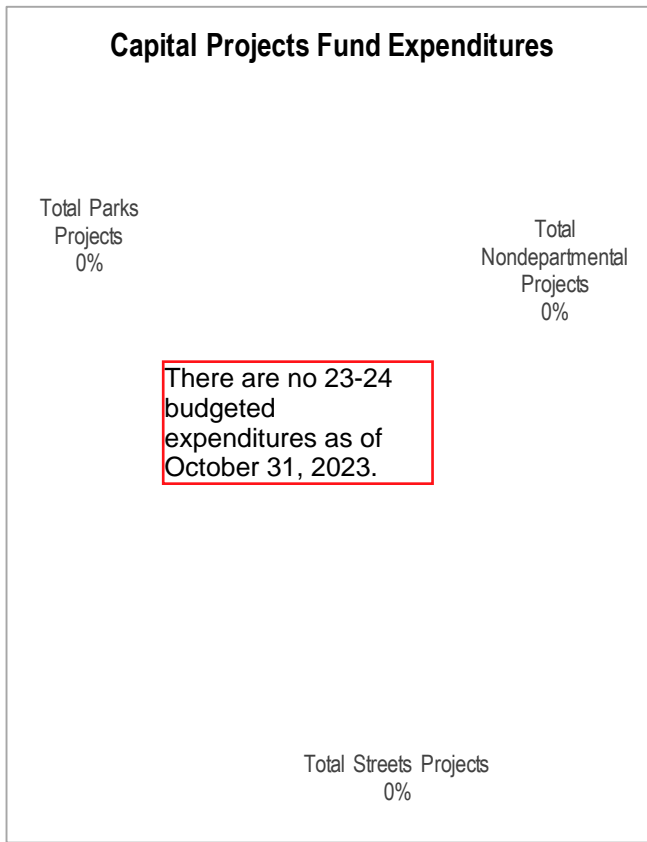 Capital Projects Fund Expenditures
Total Parks
Projects
0%
Total
Nondepartmental
Projects
0%
There are no 23-24
budgeted
expenditures as of
October 31, 2023.
Total Streets Projects
0%